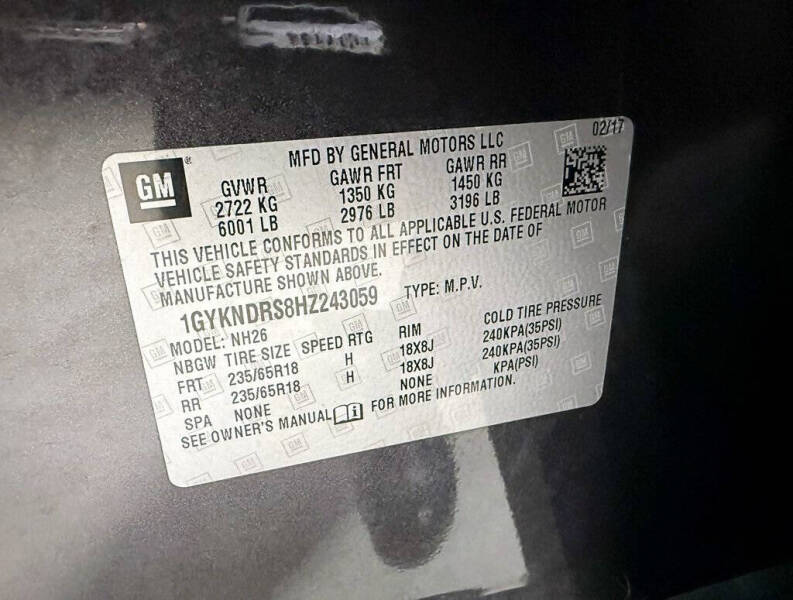 02/17
GM
MFD BY GENERAL MOTORS LLC
GVWR GAWR FRT GAWR RR
2722 KG 1350 KG 1450 KG
6001 LB 2976 LB 3196 LB
THIS VEHICLE CONFORMS TO ALL APPLICABLE U.S. FEDERAL MOTOR
VEHICLE SAFETY STANDARDS IN EFFECT ON THE DATE OF
MANUFACTURE SHOWN ABOVE.
1GYKNDRS8HZ243059 TYPE: M.P.V.
MODEL: NH26
NBGW TIRE SIZE SPEED RTG RIM COLD TIRE PRESSURE
FRT 235/65R18 H 18X8J 240KPA(35PSI)
RR 235/65R18 H 18X8J 240KPA(35PSI)
SPA NONE NONE KPA(PSI)
SEE OWNER'S MANUAL FOR MORE INFORMATION.